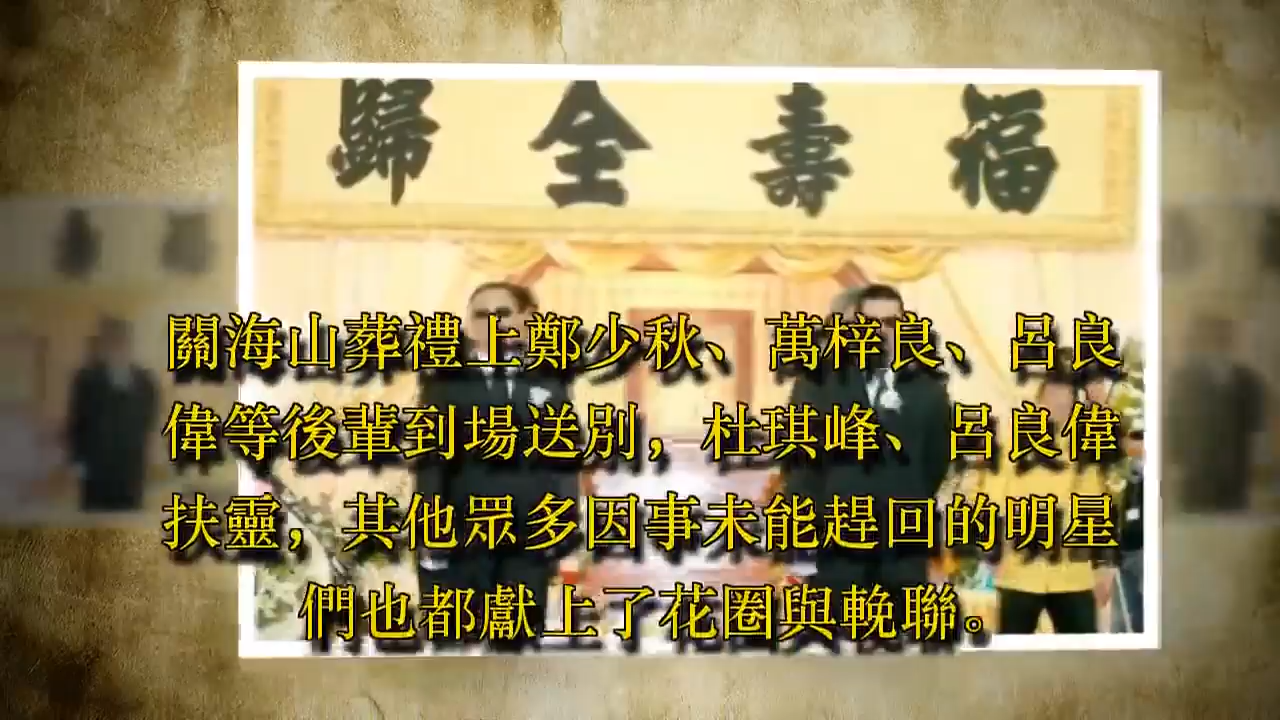 歸全壽福
關海山葬禮上鄭少秋、萬梓良、呂良
偉等後輩到場送別，杜琪峰、呂良偉
扶靈，其他眾多因事未能趕回的明星
們也都獻上了花圈與輓聯。